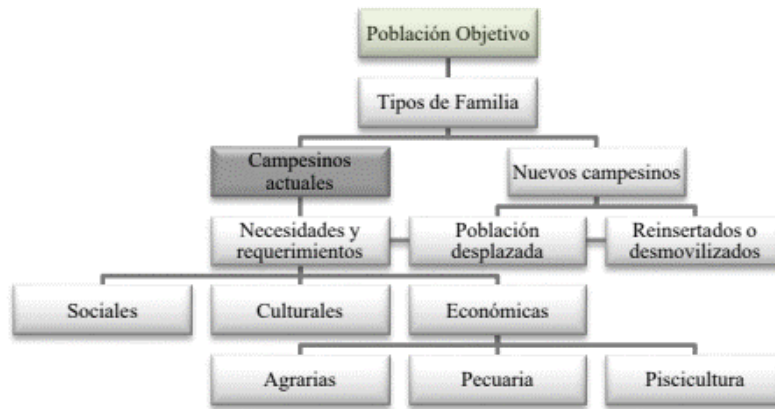 Población Objetivo
Tipos de Familia
Campesinos
actuales
Nuevos campesinos
Necesidades y
requerimientos
Población
desplazada
Reinsertados o
desmovilizados
Sociales
Culturales
Económicas
Agrarias
Pecuaria
Piscicultura